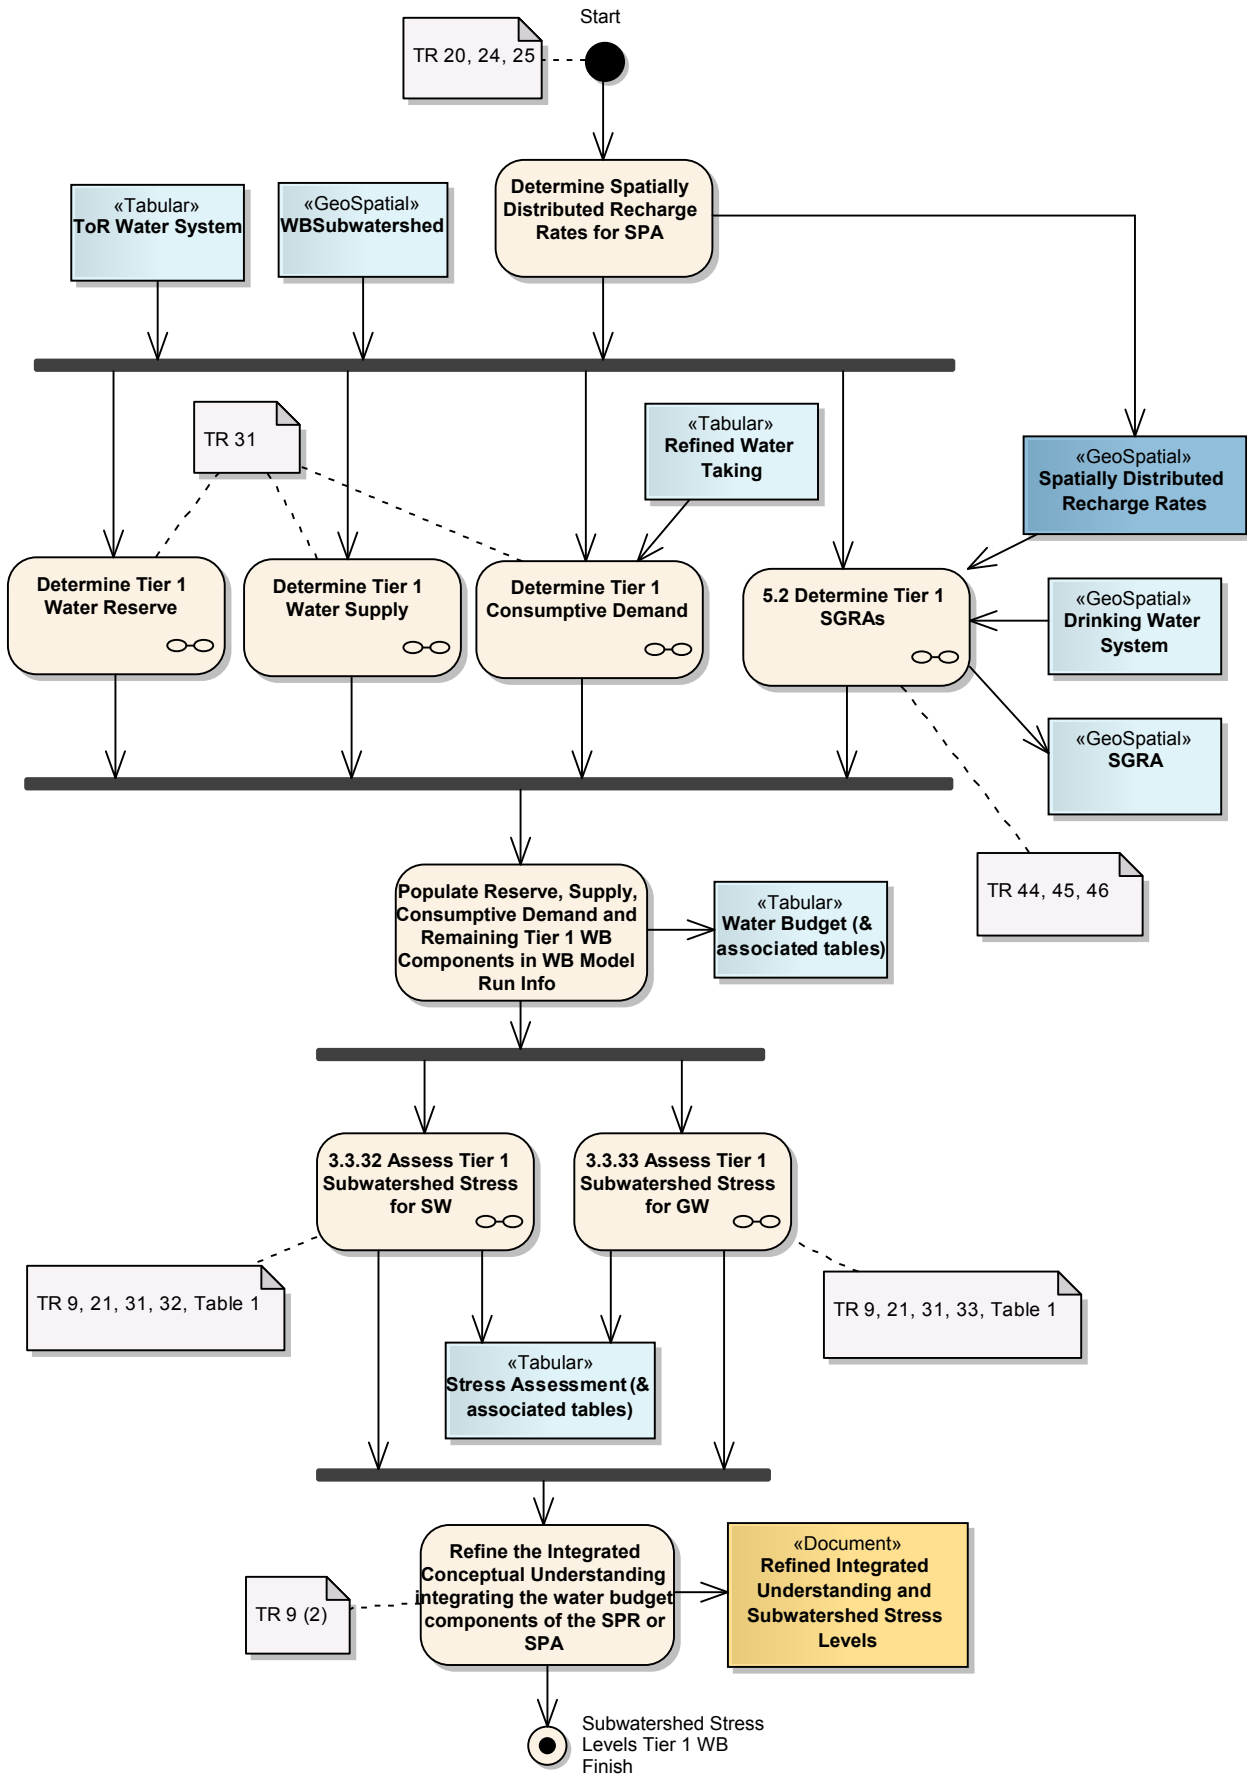 Start
TR 20, 24, 25
Determine Spatially
Distributed Recharge
Rates for SPA
«Tabular»
ToR Water System
«GeoSpatial»
WBSubwatershed
TR 31
«Tabular»
Refined Water
Taking
«GeoSpatial»
Spatially Distributed
Recharge Rates
Determine Tier 1
Water Reserve
Determine Tier 1
Water Supply
Determine Tier 1
Consumptive Demand
5.2 Determine Tier 1
SGRAs
«GeoSpatial»
Drinking Water
System
«GeoSpatial»
SGRA
TR 44, 45, 46
Populate Reserve, Supply,
Consumptive Demand and
Remaining Tier 1 WB
Components in WB Model
Run Info
«Tabular»
Water Budget (&
associated tables)
3.3.32 Assess Tier 1
Subwatershed Stress
for SW
3.3.33 Assess Tier 1
Subwatershed Stress
for GW
TR 9, 21, 31, 32, Table 1
TR 9, 21, 31, 33, Table 1
«Tabular»
Stress Assessment (&
associated tables)
Refine the Integrated
Conceptual Understanding
integrating the water budget
components of the SPR or
SPA
TR 9 (2)
«Document»
Refined Integrated
Understanding and
Subwatershed Stress
Levels
Subwatershed Stress
Levels Tier 1 WB
Finish